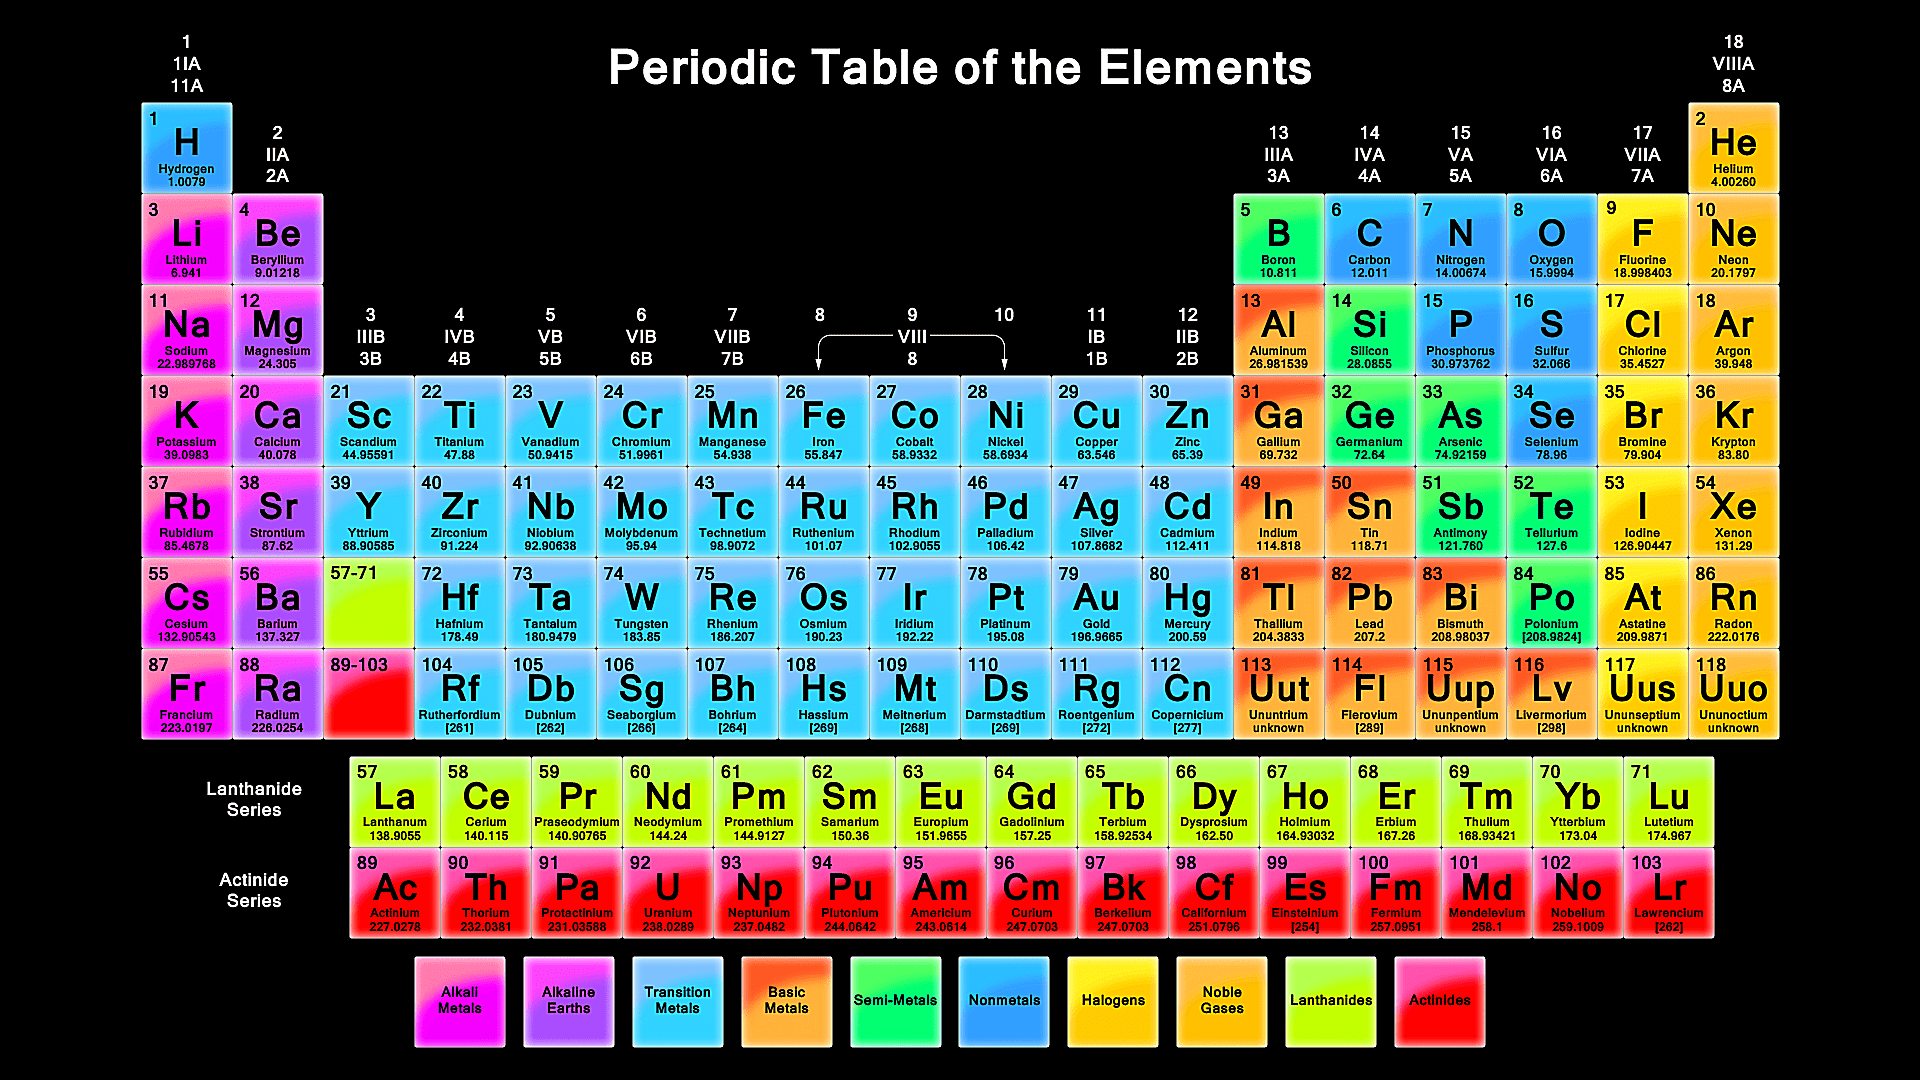 Periodic Table of the Elements
1
1IA
11A
18
VIIIA
8A
2
IIA
2A
13
IIIA
3A
14
IVA
4A
15
VA
5A
16
VIA
6A
17
VIIA
7A
3
IIIB
3B
4
IVB
4B
5
VB
5B
6
VIB
6B
7
VIIB
7B
8
9
10
VIII
8
11
IB
1B
12
IIB
2B
1
H
Hydrogen
1.0079
2
He
Helium
4.00260
3
Li
Lithium
6.941
4
Be
Beryllium
9.01218
5
B
Boron
10.811
6
C
Carbon
12.011
7
N
Nitrogen
14.00674
8
O
Oxygen
15.9994
9
F
Fluorine
18.998403
10
Ne
Neon
20.1797
11
Na
Sodium
22.989768
12
Mg
Magnesium
24.305
13
Al
Aluminum
26.981539
14
Si
Silicon
28.0855
15
P
Phosphorus
30.973762
16
S
Sulfur
32.066
17
Cl
Chlorine
35.4527
18
Ar
Argon
39.948
19
K
Potassium
39.0983
20
Ca
Calcium
40.078
21
Sc
Scandium
44.95591
22
Ti
Titanium
47.88
23
V
Vanadium
50.9415
24
Cr
Chromium
51.9961
25
Mn
Manganese
54.938
26
Fe
Iron
55.847
27
Co
Cobalt
58.9332
28
Ni
Nickel
58.6934
29
Cu
Copper
63.546
30
Zn
Zinc
65.39
31
Ga
Gallium
69.732
32
Ge
Germanium
72.64
33
As
Arsenic
74.92159
34
Se
Selenium
78.96
35
Br
Bromine
79.904
36
Kr
Krypton
83.80
37
Rb
Rubidium
85.4678
38
Sr
Strontium
87.62
39
Y
Yttrium
88.90585
40
Zr
Zirconium
91.224
41
Nb
Niobium
92.90638
42
Mo
Molybdenum
95.94
43
Tc
Technetium
98.9072
44
Ru
Ruthenium
101.07
45
Rh
Rhodium
102.9055
46
Pd
Palladium
106.42
47
Ag
Silver
107.8682
48
Cd
Cadmium
112.411
49
In
Indium
114.818
50
Sn
Tin
118.71
51
Sb
Antimony
121.760
52
Te
Tellurium
127.6
53
I
Iodine
126.90447
54
Xe
Xenon
131.29
55
Cs
Cesium
132.90543
56
Ba
Barium
137.327
57-71
72
Hf
Hafnium
178.49
73
Ta
Tantalum
180.9479
74
W
Tungsten
183.85
75
Re
Rhenium
186.207
76
Os
Osmium
190.23
77
Ir
Iridium
192.22
78
Pt
Platinum
195.08
79
Au
Gold
196.9665
80
Hg
Mercury
200.59
81
Tl
Thallium
204.3833
82
Pb
Lead
207.2
83
Bi
Bismuth
208.98037
84
Po
Polonium
[208.9824]
85
At
Astatine
209.9871
86
Rn
Radon
222.0176
87
Fr
Francium
223.0197
88
Ra
Radium
226.0254
89-103
104
Rf
Rutherfordium
[261]
105
Db
Dubnium
[262]
106
Sg
Seaborgium
[266]
107
Bh
Bohrium
[264]
108
Hs
Hassium
[269]
109
Mt
Meitnerium
[268]
110
Ds
Darmstadtium
[269]
111
Rg
Roentgenium
[272]
112
Cn
Copernicium
[277]
113
Uut
Ununtrium
unknown
114
Fl
Flerovium
[289]
115
Uup
Ununpentium
unknown
116
Lv
Livermorium
[298]
117
Uus
Ununseptium
unknown
118
Uuo
Ununoctium
unknown
Lanthanide
Series
57
La
Lanthanum
138.9055
58
Ce
Cerium
140.115
59
Pr
Praseodymium
140.90765
60
Nd
Neodymium
144.24
61
Pm
Promethium
144.9127
62
Sm
Samarium
150.36
63
Eu
Europium
151.9655
64
Gd
Gadolinium
157.25
65
Tb
Terbium
158.92534
66
Dy
Dysprosium
162.50
67
Ho
Holmium
164.93032
68
Er
Erbium
167.26
69
Tm
Thulium
168.93421
70
Yb
Ytterbium
173.04
71
Lu
Lutetium
174.967
Actinide
Series
89
Ac
Actinium
227.0278
90
Th
Thorium
232.0381
91
Pa
Protactinium
231.03588
92
U
Uranium
238.0289
93
Np
Neptunium
237.0482
94
Pu
Plutonium
244.0642
95
Am
Americium
243.0614
96
Cm
Curium
247.0703
97
Bk
Berkelium
247.0703
98
Cf
Californium
251.0796
99
Es
Einsteinium
[254]
100
Fm
Fermium
257.0951
101
Md
Mendelevium
258.1
102
No
Nobelium
259.1009
103
Lr
Lawrencium
[262]
Alkali
Metals
Alkaline
Earths
Transition
Metals
Basic
Metals
Semi-Metals
Nonmetals
Halogens
Noble
Gases
Lanthanides
Actinides